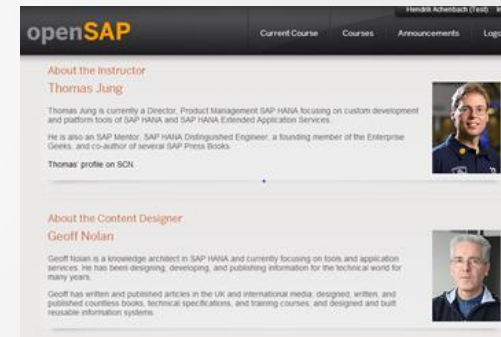 Hendrik Achenbach (Test)
openSAP
Current Course Courses Announcements
About the Instructor
Thomas Jung
Thomas Jung is currently a Director, Product Management SAP HANA focusing on custom development
and platform tools of SAP HANA and SAP HANA Extended Application Services.
He is also an SAP Mentor, SAP HANA Distinguished Engineer, a founding member of the Enterprise
Geeks, and co-author of several SAP Press Books.
Thomas' profile on SCN
About the Content Designer
Geoff Nolan
Geoff Nolan is a knowledge architect in SAP HANA and currently focusing on tools and application
services. He has been designing, developing, and publishing information for the technical world for
many years.
Geoff has written and published articles in the UK and international media; designed, written, and
published countless books, technical specifications, and training courses; and designed and built
reusable information systems.